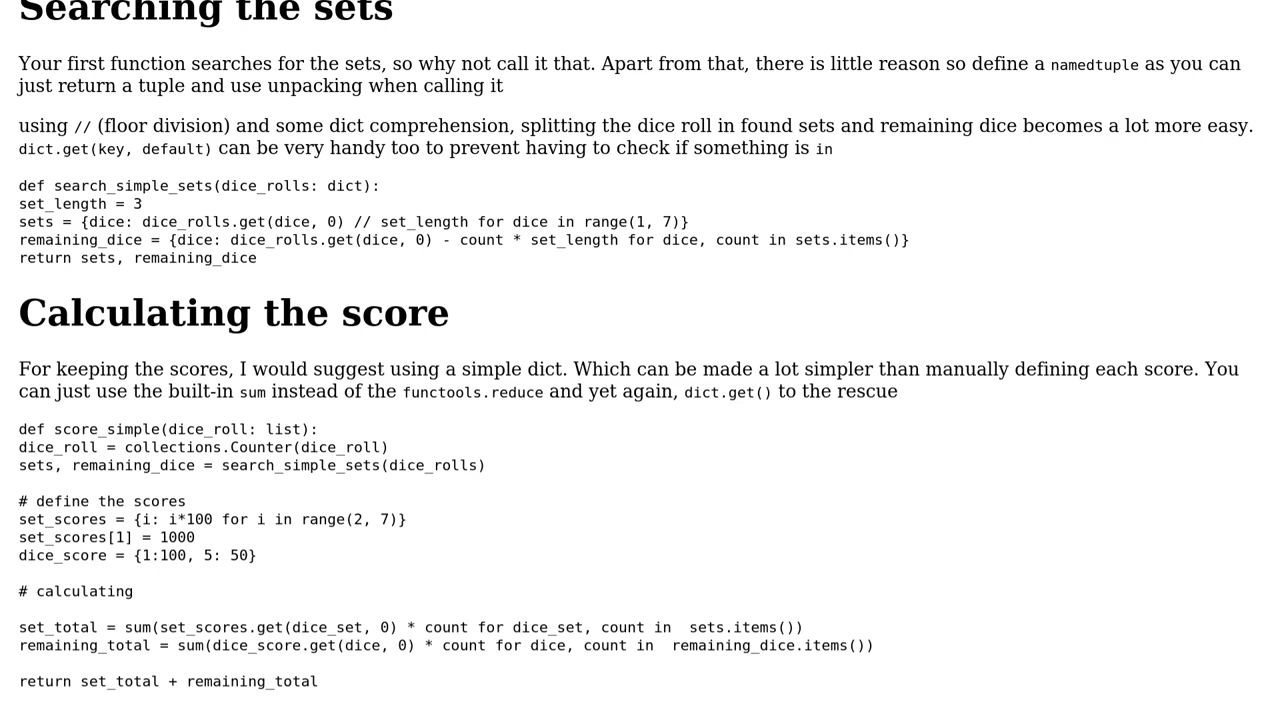 Searching the sets
Your first function searches for the sets, so why not call it that. Apart from that, there is little reason so define a namedtuple as you can
just return a tuple and use unpacking when calling it
using // (floor division) and some dict comprehension, splitting the dice roll in found sets and remaining dice becomes a lot more easy.
dict.get(key, default) can be very handy too to prevent having to check if something is in
def search_simple_sets(dice_rolls: dict):
set_length = 3
sets = {dice: dice_rolls.get(dice, 0) // set_length for dice in range(1, 7)}
remaining_dice = {dice: dice_rolls.get(dice, 0) - count * set_length for dice, count in sets.items()}
return sets, remaining_dice
Calculating the score
For keeping the scores, I would suggest using a simple dict. Which can be made a lot simpler than manually defining each score. You
can just use the built-in sum instead of the functools.reduce and yet again, dict.get() to the rescue
def score_simple(dice_roll: list):
dice_roll = collections.Counter(dice_roll)
sets, remaining_dice = search_simple_sets(dice_rolls)
# define the scores
set_scores = {i: i*100 for i in range(2, 7)}
set_scores[1] = 1000
dice_score = {1:100, 5: 50}
# calculating
set_total = sum(set_scores.get(dice_set, 0) * count for dice_set, count in  sets.items())
remaining_total = sum(dice_score.get(dice, 0) * count for dice, count in  remaining_dice.items())
return set_total + remaining_total